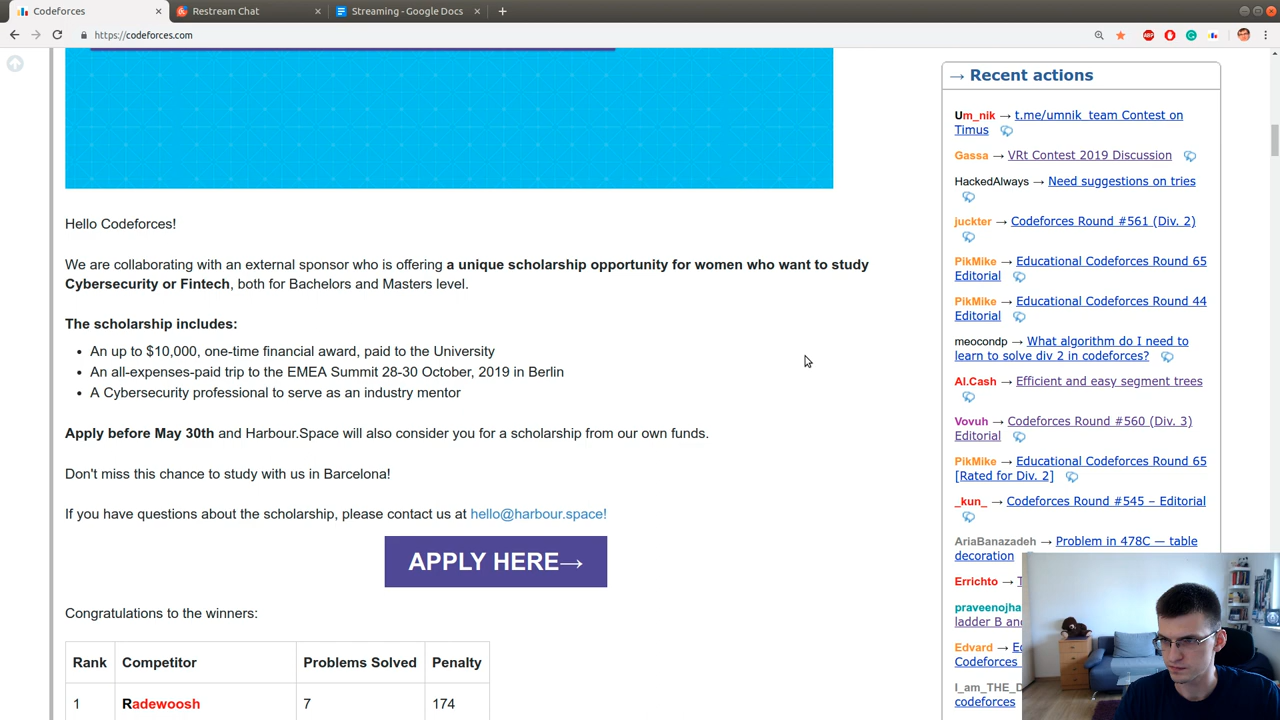 Codeforces
Restream Chat
Streaming - Google Docs
https://codeforces.com
Hello Codeforces!
We are collaborating with an external sponsor who is offering a unique scholarship opportunity for women who want to study
Cybersecurity or Fintech, both for Bachelors and Masters level.
The scholarship includes:
• An up to $10,000, one-time financial award, paid to the University
• An all-expenses-paid trip to the EMEA Summit 28-30 October, 2019 in Berlin
• A Cybersecurity professional to serve as an industry mentor
Apply before May 30th and Harbour.Space will also consider you for a scholarship from our own funds.
Don't miss this chance to study with us in Barcelona!
If you have questions about the scholarship, please contact us at hello@harbour.space!
APPLY HERE→
Congratulations to the winners:
Rank Competitor Problems Solved Penalty
1 Radewoosh 7 174
→ Recent actions
Um_nik → t.me/umnik_team Contest on
Timus
Gassa → VRt Contest 2019 Discussion
HackedAlways → Need suggestions on tries
juckter → Codeforces Round #561 (Div. 2)
PikMike → Educational Codeforces Round 65
Editorial
PikMike → Educational Codeforces Round 44
Editorial
meocondp → What algorithm do I need to
learn to solve div 2 in codeforces?
Al.Cash → Efficient and easy segment trees
Vovuh → Codeforces Round #560 (Div. 3)
Editorial
PikMike → Educational Codeforces Round 65
[Rated for Div. 2]
_kun_ → Codeforces Round #545 – Editorial
AriaBanazadeh → Problem in 478C — table
decoration
Errichto →
praveenojha
ladder B and
Edvard →
Codeforces
I_am_THE_D
codeforces